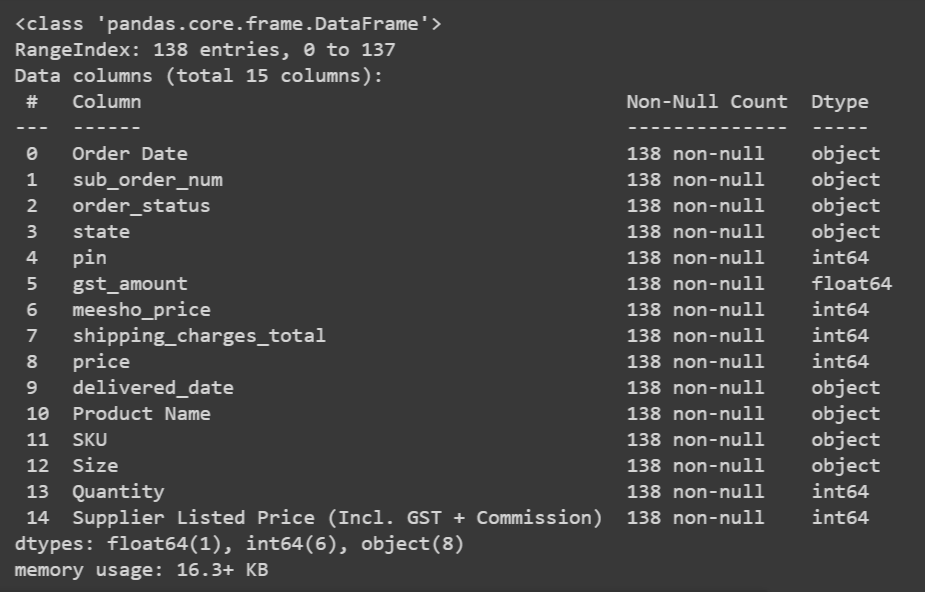 <class 'pandas.core.frame.DataFrame'>
RangeIndex: 138 entries, 0 to 137
Data columns (total 15 columns):
 #   Column                                          Non-Null Count  Dtype
---  ------                                          --------------  -----
 0   Order Date                                      138 non-null    object
 1   sub_order_num                                   138 non-null    object
 2   order_status                                    138 non-null    object
 3   state                                           138 non-null    object
 4   pin                                             138 non-null    int64
 5   gst_amount                                      138 non-null    float64
 6   meesho_price                                    138 non-null    int64
 7   shipping_charges_total                          138 non-null    int64
 8   price                                           138 non-null    int64
 9   delivered_date                                  138 non-null    object
 10  Product Name                                    138 non-null    object
 11  SKU                                             138 non-null    object
 12  Size                                            138 non-null    object
 13  Quantity                                        138 non-null    int64
 14  Supplier Listed Price (Incl. GST + Commission)  138 non-null    int64
dtypes: float64(1), int64(6), object(8)
memory usage: 16.3+ KB